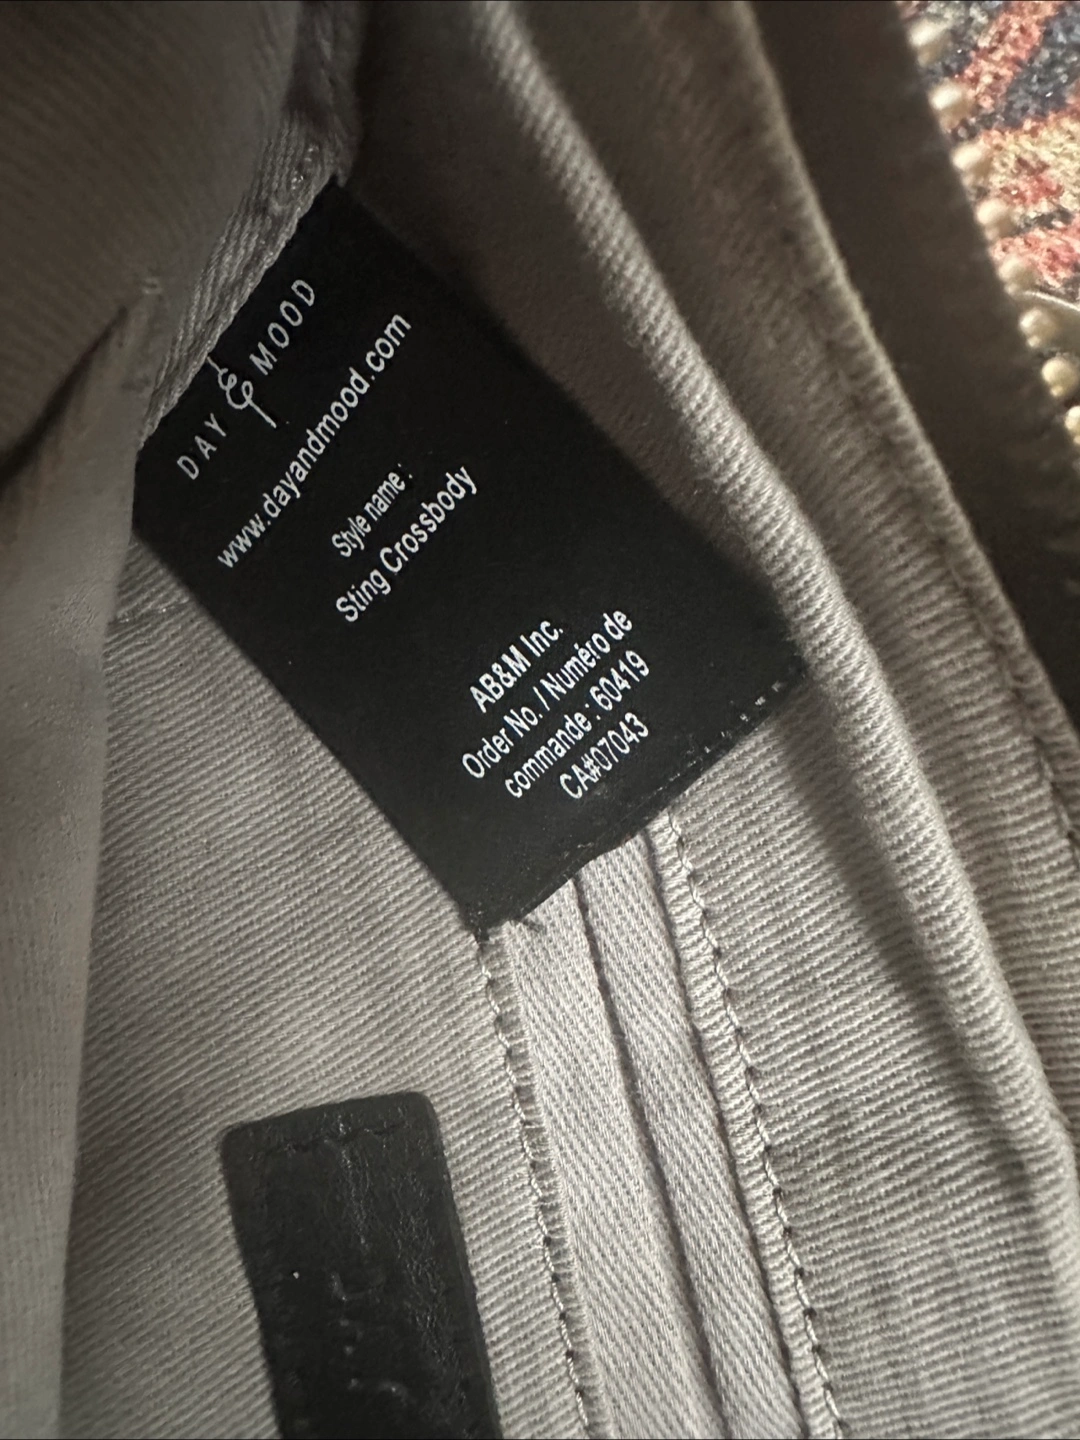 DAY & MOOD
www.dayandmood.com
Style name :
Sting Crossbody
AB&M Inc.
Order No. / Numéro de
commande : 60419
CA#07043